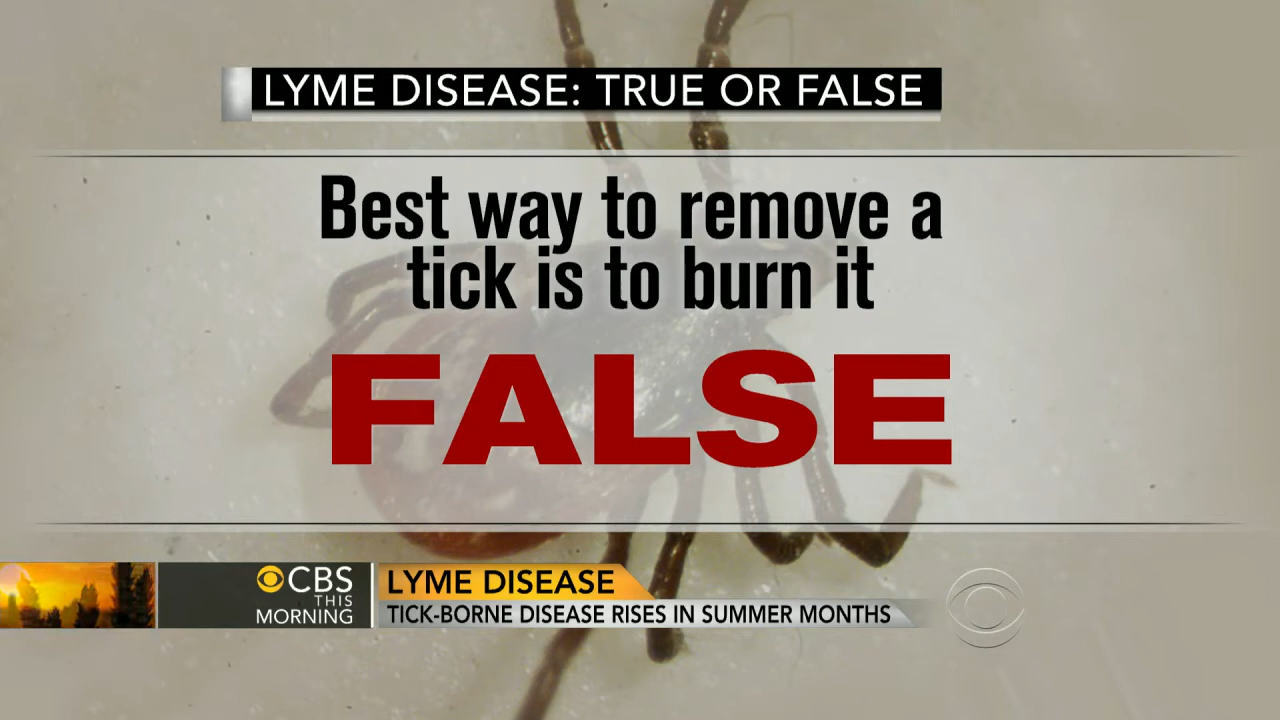 LYME DISEASE: TRUE OR FALSE
Best way to remove a
tick is to burn it
FALSE
CBS
THIS
MORNING
LYME DISEASE
TICK-BORNE DISEASE RISES IN SUMMER MONTHS